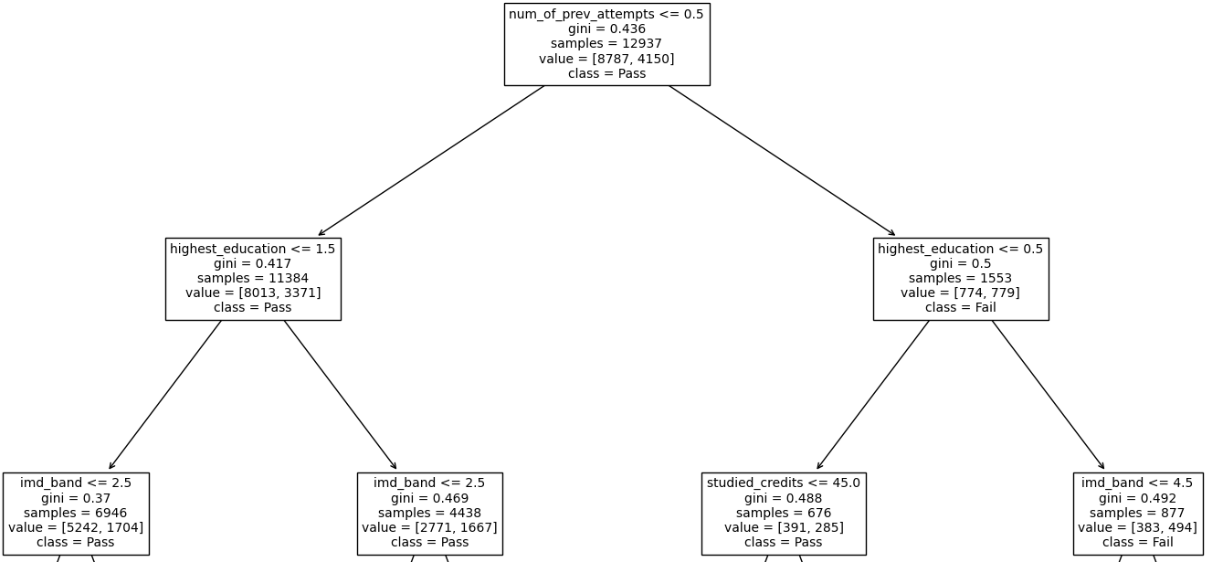 num_of_prev_attempts <= 0.5
gini = 0.436
samples = 12937
value = [8787, 4150]
class = Pass
highest_education <= 1.5
gini = 0.417
samples = 11384
value = [8013, 3371]
class = Pass
highest_education <= 0.5
gini = 0.5
samples = 1553
value = [774, 779]
class = Fail
imd_band <= 2.5
gini = 0.37
samples = 6946
value = [5242, 1704]
class = Pass
imd_band <= 2.5
gini = 0.469
samples = 4438
value = [2771, 1667]
class = Pass
studied_credits <= 45.0
gini = 0.488
samples = 676
value = [391, 285]
class = Pass
imd_band <= 4.5
gini = 0.492
samples = 877
value = [383, 494]
class = Fail